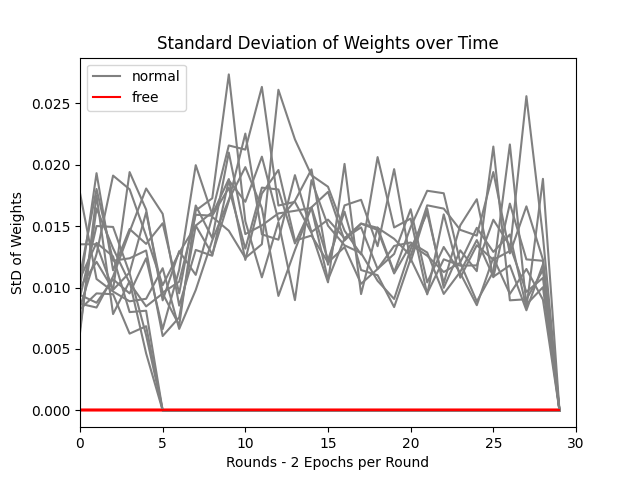 Standard Deviation of Weights over Time
normal
free
StD of Weights
0.025
0.020
0.015
0.010
0.005
0.000
0 5 10 15 20 25 30
Rounds - 2 Epochs per Round